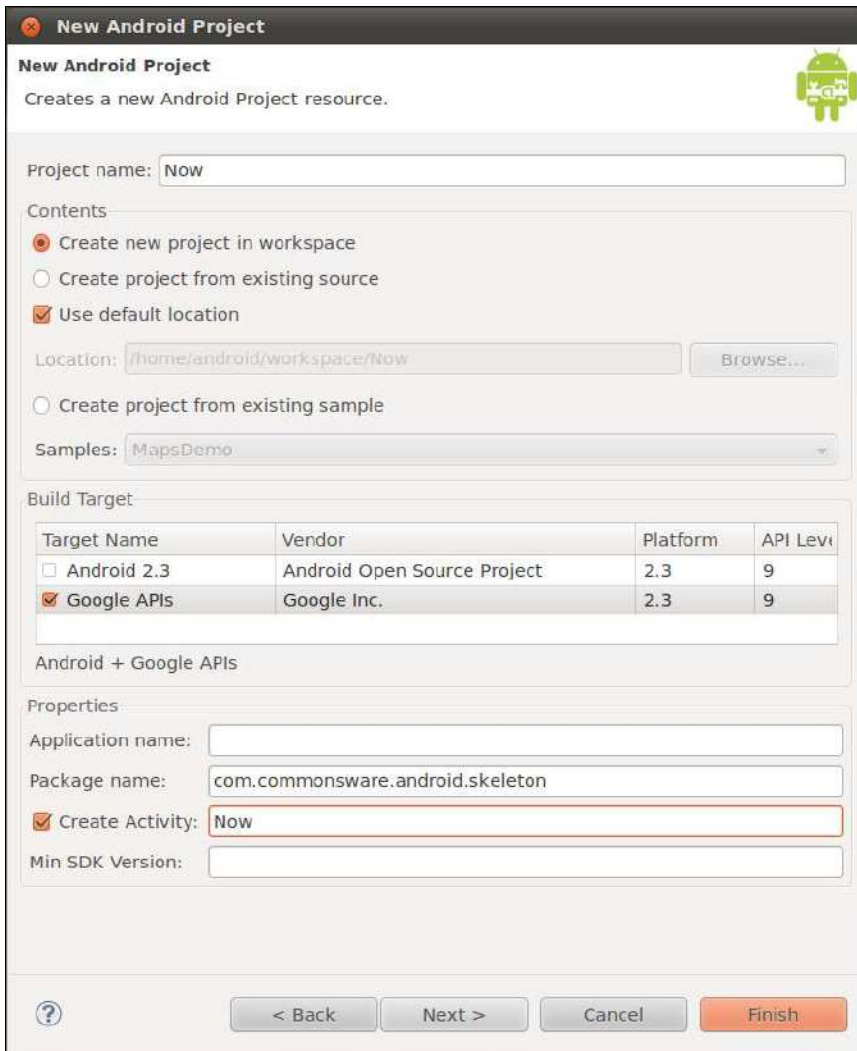 New Android Project
New Android Project
Creates a new Android Project resource.
Project name: Now
Contents
Create new project in workspace
Create project from existing source
Use default location
Location: /home/android/workspace/Now Browse...
Create project from existing sample
Samples: MapsDemo
Build Target
Target Name Vendor Platform API Leve
Android 2.3 Android Open Source Project 2.3 9
Google APIs Google Inc. 2.3 9
Android + Google APIs
Properties
Application name:
Package name: com.commonsware.android.skeleton
Create Activity: Now
Min SDK Version:
? < Back Next > Cancel Finish